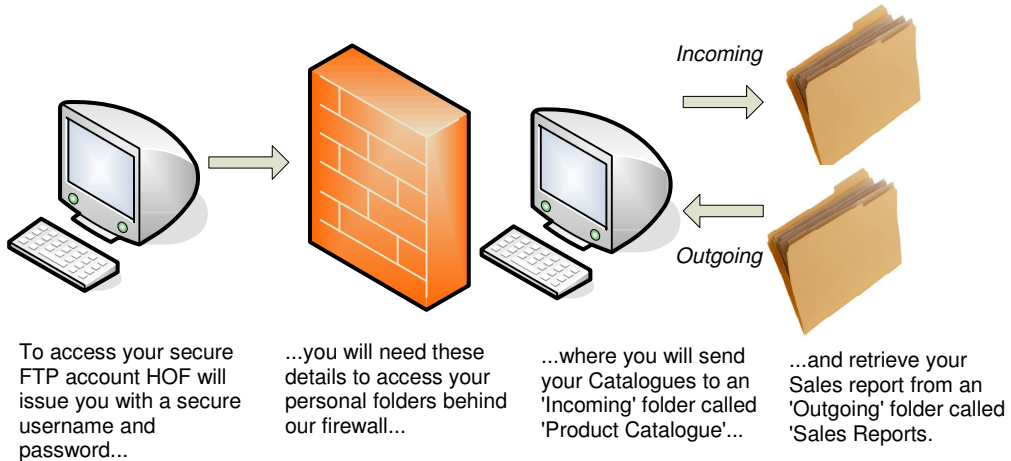 Incoming
Outgoing
To access your secure
FTP account HOF will
issue you with a secure
username and
password...
...you will need these
details to access your
personal folders behind
our firewall...
...where you will send
your Catalogues to an
'Incoming' folder called
'Product Catalogue'...
...and retrieve your
Sales report from an
'Outgoing' folder called
'Sales Reports.